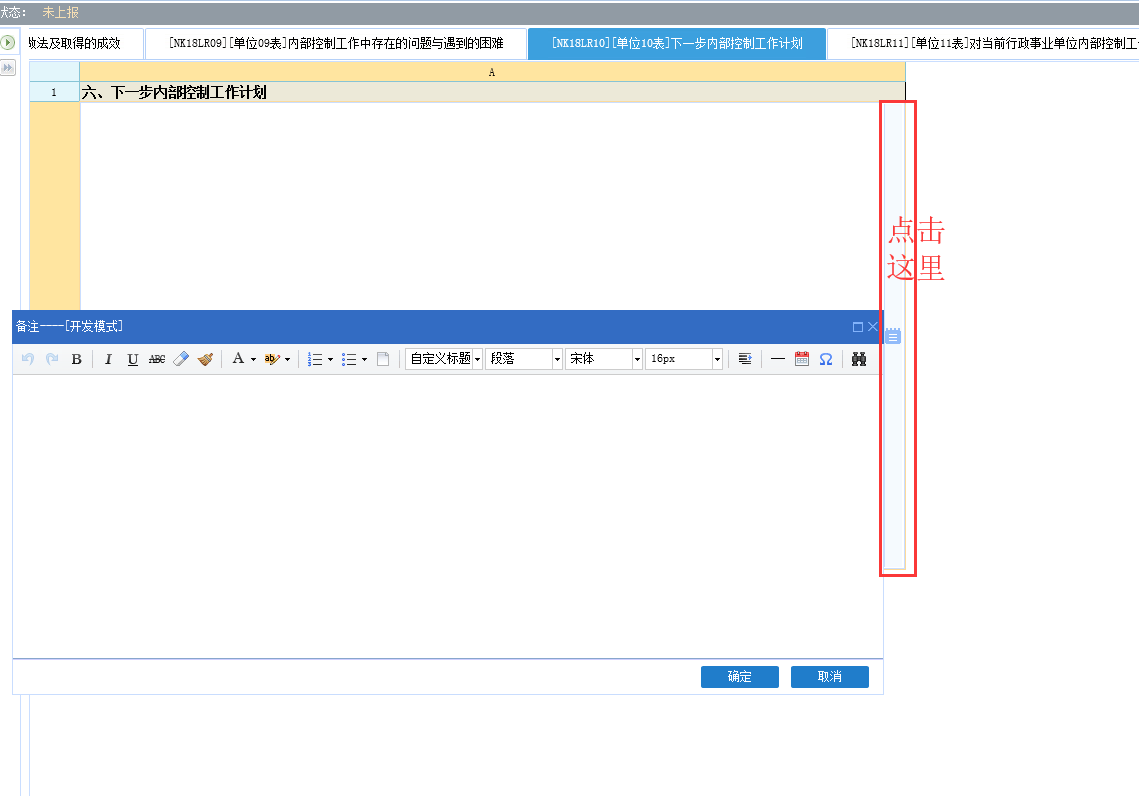 状态： 未上报
做法及取得的成效
[NK18LR09][单位09表]内部控制工作中存在的问题与遇到的困难
[NK18LR10][单位10表]下一步内部控制工作计划
[NK18LR11][单位11表]对当前行政事业单位内部控制工
A
1 六、下一步内部控制工作计划
点击
这里
备注——[开发模式]
B I U ABC A ab 自定义标题 段落 宋体 16px Ω
确定 取消